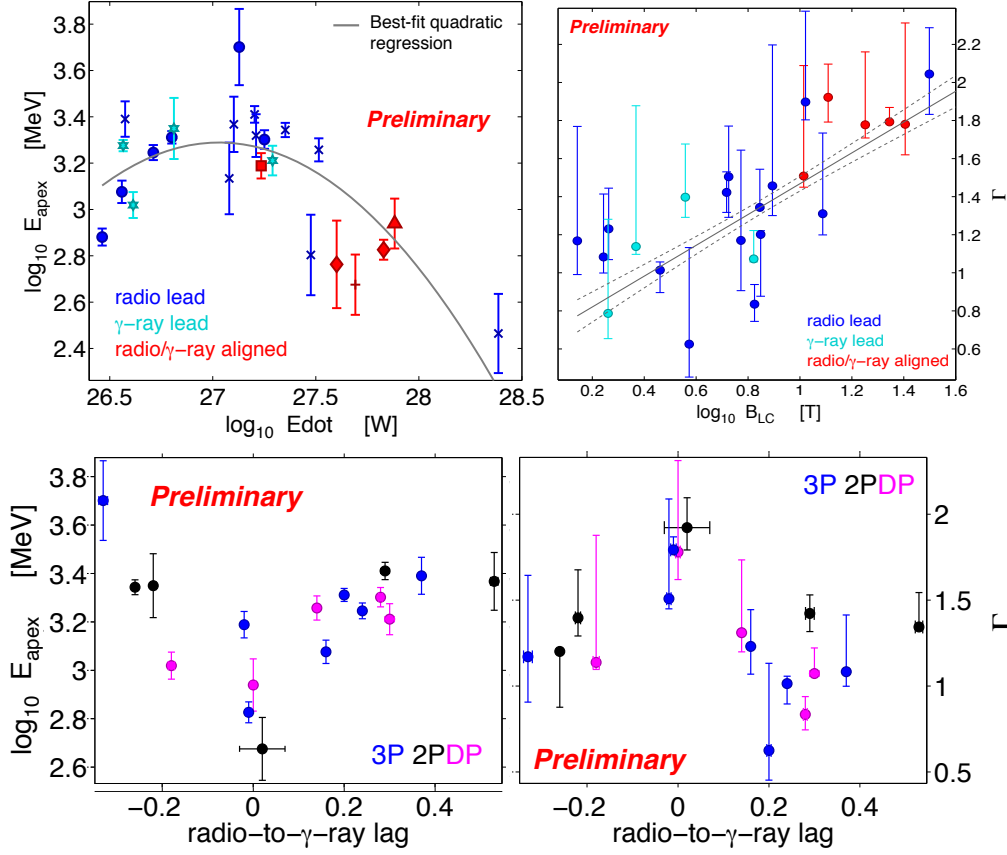 3.8
3.6
3.4
3.2
3
2.8
2.6
2.4
log10 Eapex [MeV]
Best-fit quadratic
regression
Preliminary
radio lead
γ-ray lead
radio/γ-ray aligned
26.5 27 27.5 28 28.5
log10 Edot [W]
Preliminary
2.2
2
1.8
1.6
1.4
1.2
1
0.8
0.6
Γ
radio lead
γ-ray lead
radio/γ-ray aligned
0.2 0.4 0.6 0.8 1.0 1.2 1.4 1.6
log10 BLC [T]
3.8
3.6
3.4
3.2
3
2.8
2.6
log10 Eapex [MeV]
Preliminary
3P 2PDP
−0.2 0 0.2 0.4
radio−to−γ−ray lag
3P 2PDP
2
1.5
1
0.5
Γ
Preliminary
−0.2 0 0.2 0.4
radio−to−γ−ray lag